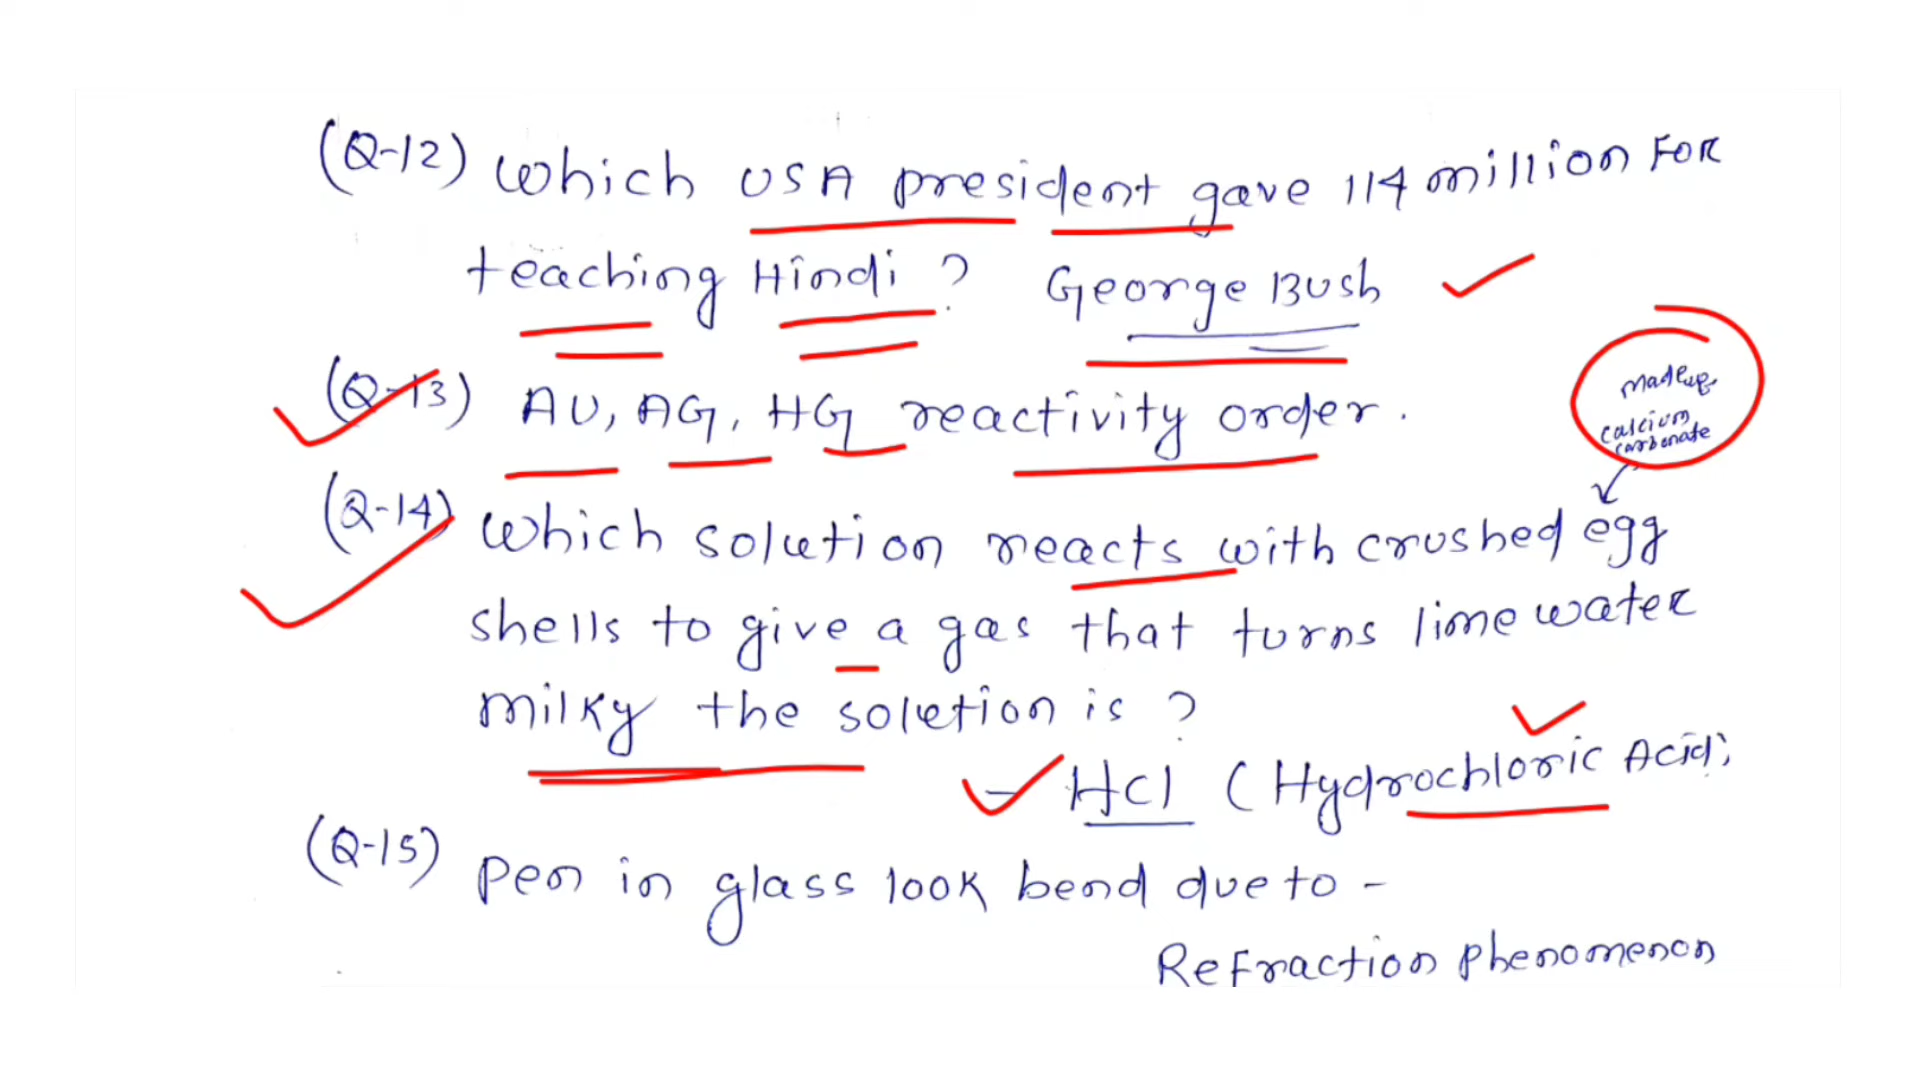 (Q-12) Which USA president gave 114 million FOR
teaching Hindi ? George Bush
(Q-13) AU, AG, HG reactivity order.
made up
calcium
carbonate
(Q-14) Which solution reacts with crushed egg
shells to give a gas that turns lime water
milky the solution is ?
- HCl (Hydrochloric Acid)
(Q-15) Pen in glass look bend due to -
Refraction phenomenon